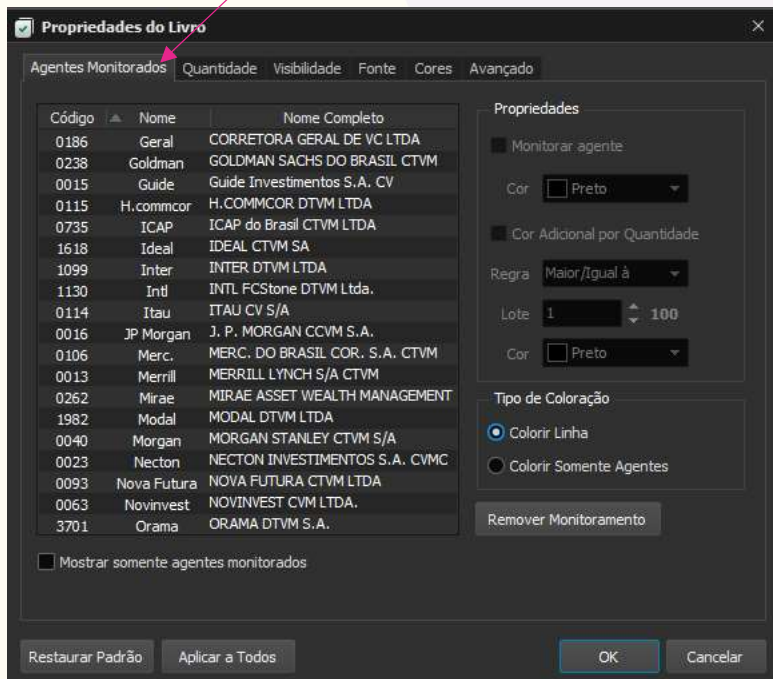 Propriedades do Livro
Agentes Monitorados Quantidade Visibilidade Fonte Cores Avançado
Código Nome Nome Completo
0186 Geral CORRETORA GERAL DE VC LTDA
0238 Goldman GOLDMAN SACHS DO BRASIL CTVM
0015 Guide Guide Investimentos S.A. CV
0115 H.commcor H.COMMCOR DTVM LTDA
0735 ICAP ICAP do Brasil CTVM LTDA
1618 Ideal IDEAL CTVM SA
1099 Inter INTER DTVM LTDA
1130 Intl INTL FCStone DTVM Ltda.
0114 Itau ITAU CV S/A
0016 JP Morgan J. P. MORGAN CCVM S.A.
0106 Merc. MERC. DO BRASIL COR. S.A. CTVM
0013 Merrill MERRILL LYNCH S/A CTVM
0262 Mirae MIRAE ASSET WEALTH MANAGEMENT
1982 Modal MODAL DTVM LTDA
0040 Morgan MORGAN STANLEY CTVM S/A
0023 Necton NECTON INVESTIMENTOS S.A. CVMC
0093 Nova Futura NOVA FUTURA CTVM LTDA
0063 Novinvest NOVINVEST CVM LTDA.
3701 Orama ORAMA DTVM S.A.
Mostrar somente agentes monitorados
Propriedades
Monitorar agente
Cor Preto
Cor Adicional por Quantidade
Regra Maior/Igual à
Lote 1 100
Cor Preto
Tipo de Coloração
Colorir Linha
Colorir Somente Agentes
Remover Monitoramento
Restaurar Padrão Aplicar a Todos OK Cancelar